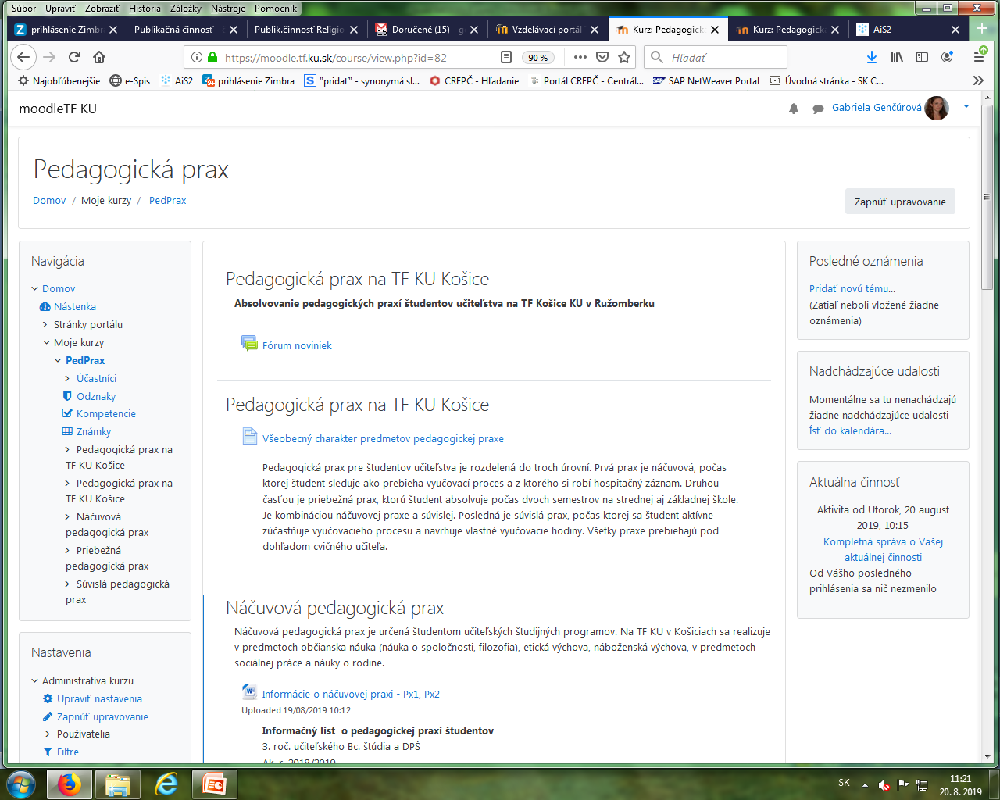 Súbor Upraviť Zobraziť História Záložky Nástroje Pomocník
prihlásenie Zimbr
Publikačná činnosť -
Publik.činnosť Religio
Doručené (15) -
Vzdelávací portál
Kurz: Pedagogick
Kurz: Pedagogick
AiS2
https://moodle.tf.ku.sk/course/view.php?id=82
90 %
Hľadať
Najobľúbenejšie
e-Spis
AiS2
prihlásenie Zimbra
"pridať" - synonymá sl...
CREPČ - Hľadanie
Portál CREPČ - Centrál...
SAP NetWeaver Portal
Úvodná stránka - SK C...
moodleTF KU
Gabriela Genčúrová
Pedagogická prax
Domov / Moje kurzy / PedPrax
Zapnúť upravovanie
Navigácia
Domov
Nástenka
Stránky portálu
Moje kurzy
PedPrax
Účastníci
Odznaky
Kompetencie
Známky
Pedagogická prax na
TF KU Košice
Pedagogická prax na
TF KU Košice
Náčuvová
pedagogická prax
Priebežná
pedagogická prax
Súvislá pedagogická
prax
Nastavenia
Administratíva kurzu
Upraviť nastavenia
Zapnúť upravovanie
Používatelia
Filtre
Pedagogická prax na TF KU Košice
Absolvovanie pedagogických praxí študentov učiteľstva na TF Košice KU v Ružomberku
Fórum noviniek
Pedagogická prax na TF KU Košice
Všeobecný charakter predmetov pedagogickej praxe
Pedagogická prax pre študentov učiteľstva je rozdelená do troch úrovní. Prvá prax je náčuvová, počas
ktorej študent sleduje ako prebieha vyučovací proces a z ktorého si robí hospitačný záznam. Druhou
časťou je priebežná prax, ktorú študent absolvuje počas dvoch semestrov na strednej aj základnej škole.
Je kombináciou náčuvovej praxe a súvislej. Posledná je súvislá prax, počas ktorej sa študent aktívne
zúčastňuje vyučovacieho procesu a navrhuje vlastné vyučovacie hodiny. Všetky praxe prebiehajú pod
dohľadom cvičného učiteľa.
Náčuvová pedagogická prax
Náčuvová pedagogická prax je určená študentom učiteľských študijných programov. Na TF KU v Košiciach sa realizuje
v predmetoch občianska náuka (náuka o spoločnosti, filozofia), etická výchova, náboženská výchova, v predmetoch
sociálnej práce a náuky o rodine.
Informácie o náčuvovej praxi - Px1, Px2
Uploaded 19/08/2019 10:12
Informačný list o pedagogickej praxi študentov
3. roč. učiteľského Bc. štúdia a DPŠ
Ak. r. 2018/2019
Posledné oznámenia
Pridať novú tému...
(Zatiaľ neboli vložené žiadne
oznámenia)
Nadchádzajúce udalosti
Momentálne sa tu nenachádzajú
žiadne nadchádzajúce udalosti
Ísť do kalendára...
Aktuálna činnosť
Aktivita od Utorok, 20 august
2019, 10:15
Kompletná správa o Vašej
aktuálnej činnosti
Od Vášho posledného
prihlásenia sa nič nezmenilo
SK
11:21
20. 8. 2019